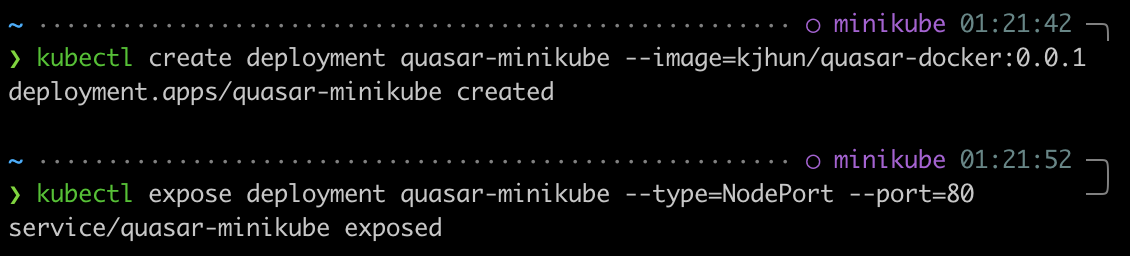 ~ ······················································ ○ minikube 01:21:42
❯ kubectl create deployment quasar-minikube --image=kjhun/quasar-docker:0.0.1
deployment.apps/quasar-minikube created
~ ······················································ ○ minikube 01:21:52
❯ kubectl expose deployment quasar-minikube --type=NodePort --port=80
service/quasar-minikube exposed